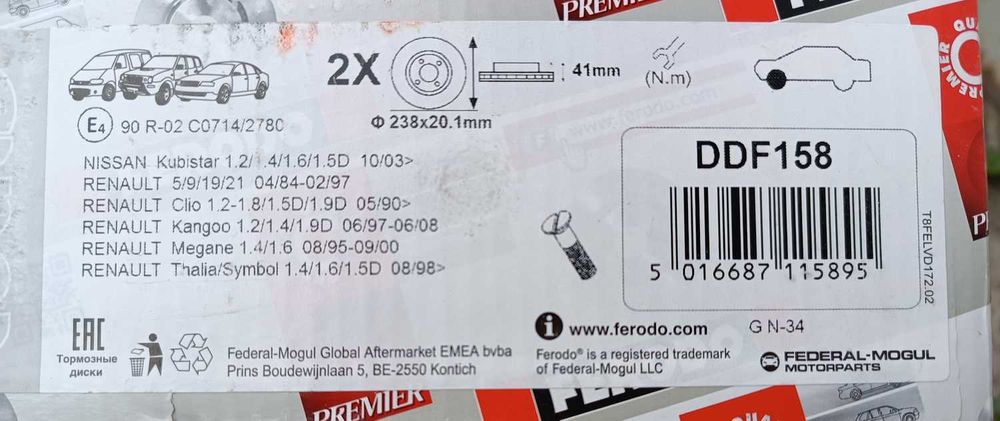 PREMIER
QUA
PREMIER
2X
41mm
(N.m)
Φ 238x20.1mm
E4 90 R-02 C0714/2780
NISSAN Kubistar 1.2/1.4/1.6/1.5D 10/03>
RENAULT 5/9/19/21 04/84-02/97
RENAULT Clio 1.2-1.8/1.5D/1.9D 05/90>
RENAULT Kangoo 1.2/1.4/1.9D 06/97-06/08
RENAULT Megane 1.4/1.6 08/95-09/00
RENAULT Thalia/Symbol 1.4/1.6/1.5D 08/98>
DDF158
5 016687 115895
T8FELVD172.02
www.ferodo.com
G N-34
EAC
Тормозные
диски
Federal-Mogul Global Aftermarket EMEA bvba
Prins Boudewijnlaan 5, BE-2550 Kontich
Ferodo® is a registered trademark
of Federal-Mogul LLC
FEDERAL-MOGUL
MOTORPARTS
PREMIER